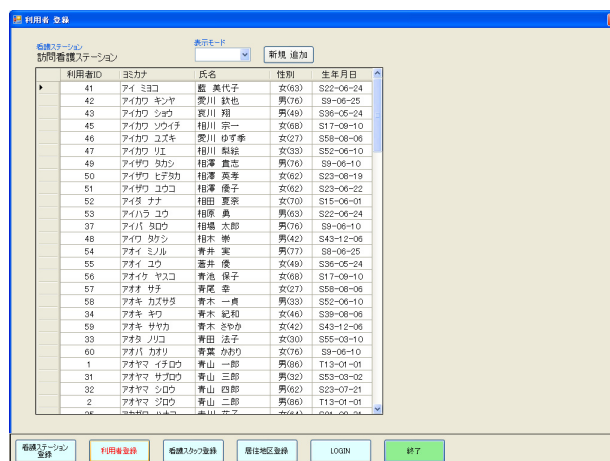 利用者 登録
看護ステーション
訪問看護ステーション
表示モード
新規 追加
利用者ID ヨミカナ 氏名 性別 生年月日
41 アイ ミヨコ 藍 美代子 女(63) S22-06-24
42 アイカワ キンヤ 愛川 欽也 男(76) S9-06-25
43 アイカワ ショウ 哀川 翔 男(49) S36-05-24
45 アイカワ ソウイチ 相川 宗一 女(68) S17-09-10
46 アイカワ ユズキ 愛川 ゆず季 女(27) S58-08-06
47 アイカワ リエ 相川 梨絵 女(33) S52-06-10
49 アイザワ タカシ 相澤 貴志 男(76) S9-06-10
50 アイザワ ヒデタカ 相澤 英孝 女(62) S23-08-19
51 アイザワ ユウコ 相澤 優子 女(62) S23-06-22
52 アイダ ナナ 相田 夏奈 女(70) S15-06-01
53 アイハラ ユウ 相原 勇 男(63) S22-06-24
37 アイバ タロウ 相場 太郎 男(76) S9-06-10
48 アイワ タケシ 相木 崇 男(42) S43-12-06
54 アオイ ミノル 青井 実 男(77) S8-06-25
55 アオイ ユウ 蒼井 優 女(49) S36-05-24
56 アオイケ ヤスコ 青池 保子 女(68) S17-09-10
57 アオオ サチ 青尾 幸 女(27) S58-08-06
58 アオキ カズサダ 青木 一貞 男(33) S52-06-10
34 アオキ キワ 青木 紀和 女(46) S39-08-06
59 アオキ サヤカ 青木 さやか 女(42) S43-12-06
33 アオタ ノリコ 青田 法子 女(30) S55-03-10
60 アオバ カオリ 青葉 かおり 女(76) S9-06-10
1 アオヤマ イチロウ 青山 一郎 男(86) T13-01-01
31 アオヤマ サブロウ 青山 三郎 男(32) S53-03-02
32 アオヤマ シロウ 青山 四郎 男(62) S23-07-21
2 アオヤマ ジロウ 青山 二郎 男(86) T13-01-01
看護ステーション
登録
利用者登録
看護スタッフ登録
居住地区登録
LOGIN
終了